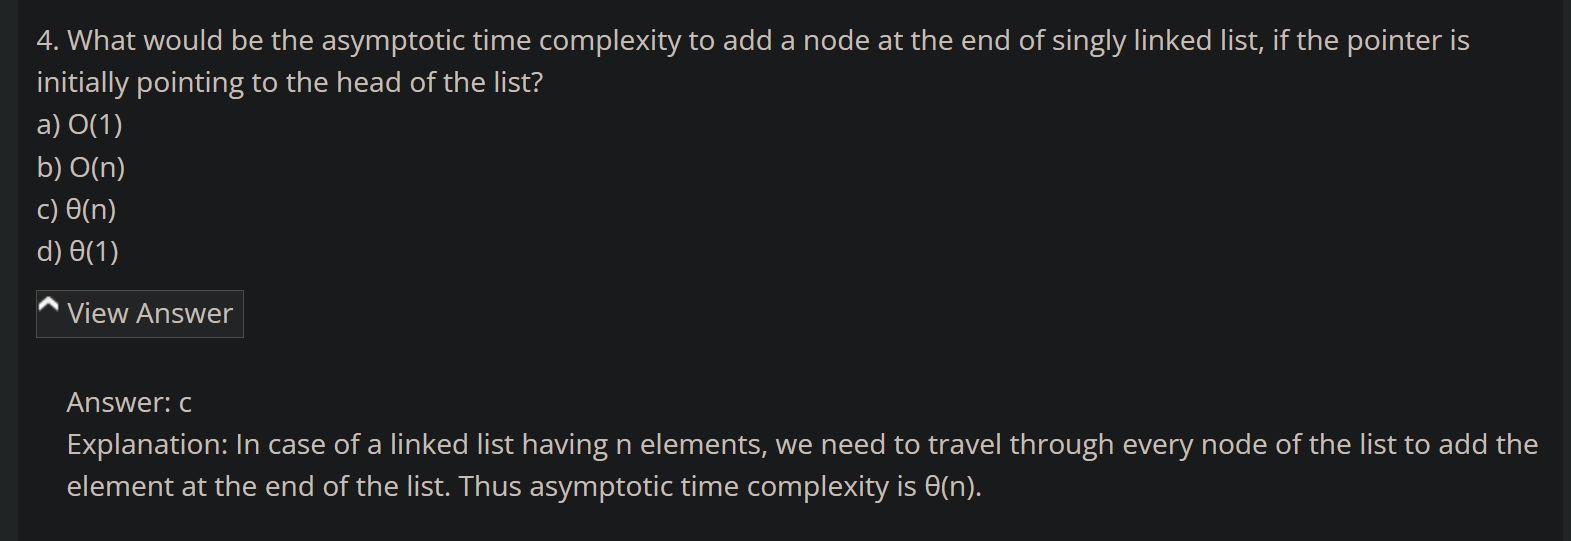 4. What would be the asymptotic time complexity to add a node at the end of singly linked list, if the pointer is
initially pointing to the head of the list?
a) O(1)
b) O(n)
c) θ(n)
d) θ(1)
View Answer
Answer: c
Explanation: In case of a linked list having n elements, we need to travel through every node of the list to add the
element at the end of the list. Thus asymptotic time complexity is θ(n).